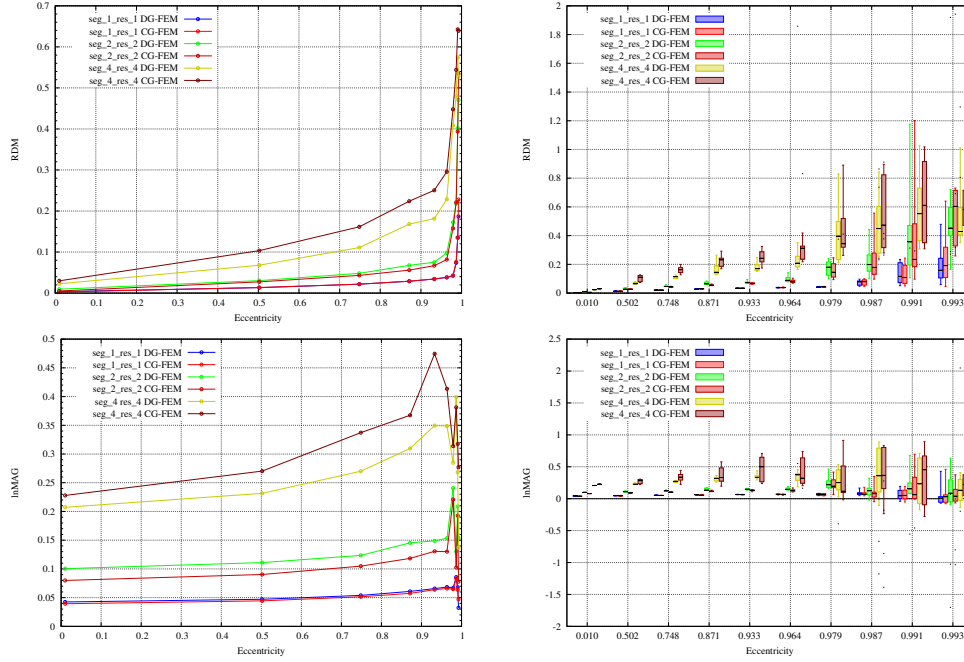 0.7
0.6
0.5
0.4
0.3
0.2
0.1
0
RDM
seg_1_res_1 DG-FEM
seg_1_res_1 CG-FEM
seg_2_res_2 DG-FEM
seg_2_res_2 CG-FEM
seg_4_res_4 DG-FEM
seg_4_res_4 CG-FEM
0 0.1 0.2 0.3 0.4 0.5 0.6 0.7 0.8 0.9 1
Eccentricity
2
1.8
1.6
1.4
1.2
1
0.8
0.6
0.4
0.2
0
RDM
seg_1_res_1 DG-FEM
seg_1_res_1 CG-FEM
seg_2_res_2 DG-FEM
seg_2_res_2 CG-FEM
seg_4_res_4 DG-FEM
seg_4_res_4 CG-FEM
0.010 0.502 0.748 0.871 0.933 0.964 0.979 0.987 0.991 0.993
Eccentricity
0.5
0.45
0.4
0.35
0.3
0.25
0.2
0.15
0.1
0.05
0
lnMAG
seg_1_res_1 DG-FEM
seg_1_res_1 CG-FEM
seg_2_res_2 DG-FEM
seg_2_res_2 CG-FEM
seg_4 res_4 DG-FEM
seg_4_res_4 CG-FEM
0 0.1 0.2 0.3 0.4 0.5 0.6 0.7 0.8 0.9 1
Eccentricity
2.5
2
1.5
1
0.5
0
-0.5
-1
-1.5
-2
lnMAG
seg_1_res_1 DG-FEM
seg_1_res_1 CG-FEM
seg_2_res_2 DG-FEM
seg_2_res_2 CG-FEM
seg_4_res_4 DG-FEM
seg_4_res_4 CG-FEM
0.010 0.502 0.748 0.871 0.933 0.964 0.979 0.987 0.991 0.993
Eccentricity